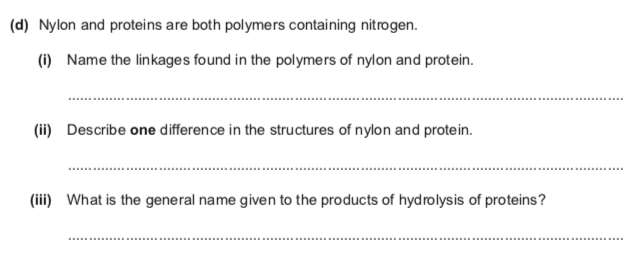 (d) Nylon and proteins are both polymers containing nitrogen.
(i) Name the linkages found in the polymers of nylon and protein.
(ii) Describe one difference in the structures of nylon and protein.
(iii) What is the general name given to the products of hydrolysis of proteins?